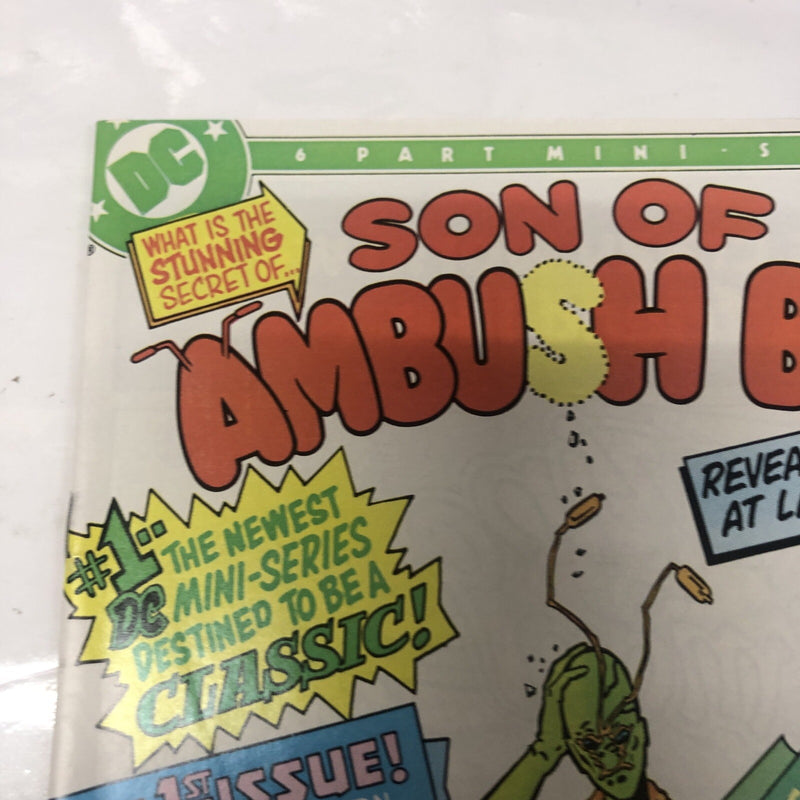 DC
6 PART MINI-S
WHAT IS THE
STUNNING
SECRET OF...
SON OF
AMBUSH B
REVEA
AT L
#1..
THE NEWEST
DC MINI-SERIES
DESTINED TO BE A
CLASSIC!
1ST ISSUE!